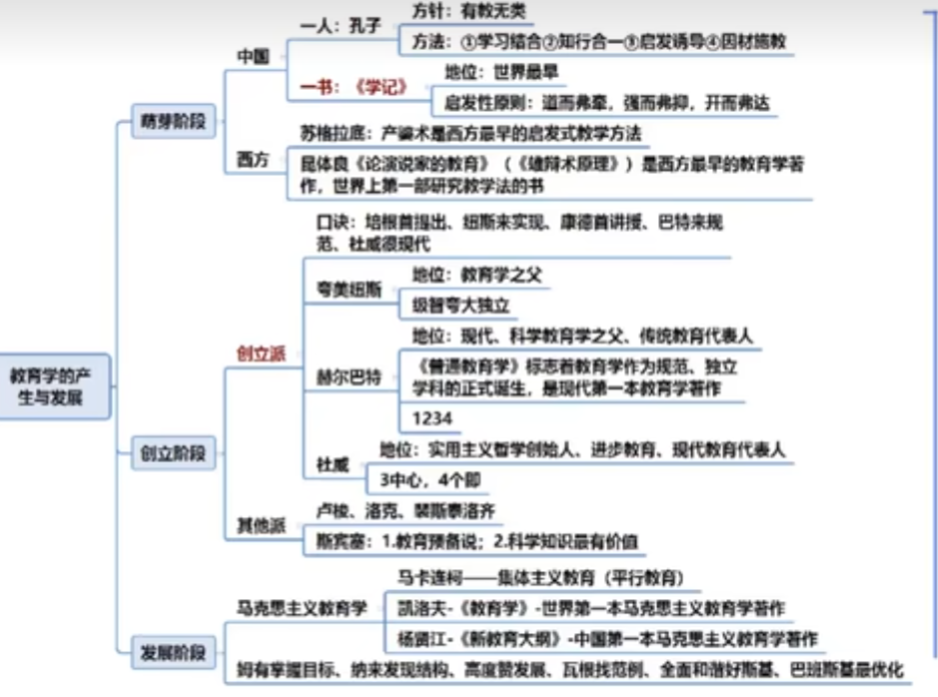 教育学的产
生与发展
萌芽阶段
中国
一人：孔子
方针：有教无类
方法：①学习结合②知行合一③启发诱导④因材施教
一书：《学记》
地位：世界最早
启发性原则：道而弗牵，强而弗抑，开而弗达
西方
苏格拉底：产婆术是西方最早的启发式教学方法
昆体良《论演说家的教育》（《雄辩术原理》）是西方最早的教育学著
作，世界上第一部研究教学法的书
创立阶段
创立派
口诀：培根首提出、纽斯来实现、康德首讲授、巴特来规
范、杜威很现代
夸美纽斯
地位：教育学之父
级智夸大独立
赫尔巴特
地位：现代、科学教育学之父、传统教育代表人
《普通教育学》标志着教育学作为规范、独立
学科的正式诞生，是现代第一本教育学著作
1234
杜威
地位：实用主义哲学创始人、进步教育、现代教育代表人
3中心，4个即
其他派
卢梭、洛克、裴斯泰洛齐
斯宾塞：1.教育预备说；2.科学知识最有价值
发展阶段
马克思主义教育学
马卡连柯——集体主义教育（平行教育）
凯洛夫-《教育学》-世界第一本马克思主义教育学著作
杨贤江-《新教育大纲》-中国第一本马克思主义教育学著作
姆有掌握目标、纳来发现结构、高度赞发展、瓦根找范例、全面和谐好斯基、巴班斯基最优化